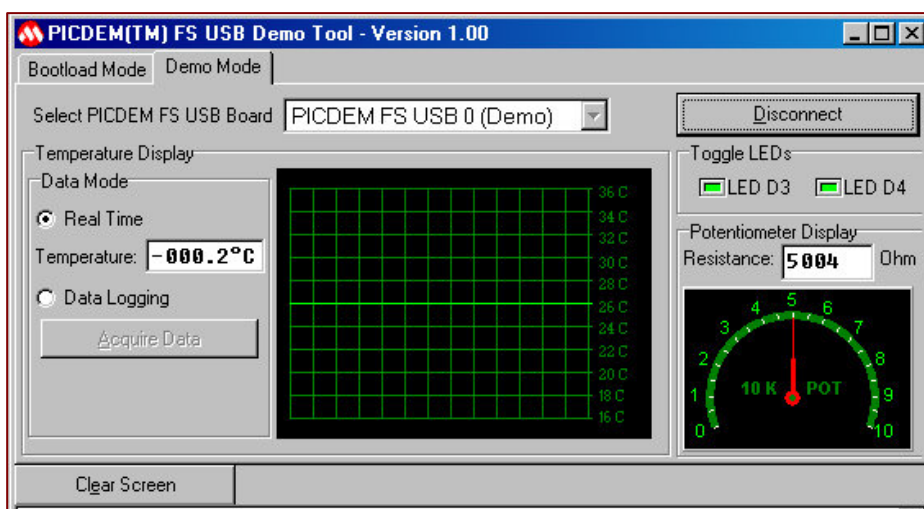 PICDEM(TM) FS USB Demo Tool - Version 1.00
Bootload Mode Demo Mode
Select PICDEM FS USB Board PICDEM FS USB 0 (Demo) Disconnect
Temperature Display
Data Mode
Real Time
Temperature: -000.2°C
Data Logging
Acquire Data
36 C
34 C
32 C
30 C
28 C
26 C
24 C
22 C
20 C
18 C
16 C
Toggle LEDs
LED D3 LED D4
Potentiometer Display
Resistance: 5004 Ohm
0 1 2 3 4 5 6 7 8 9 10
10 K POT
Clear Screen